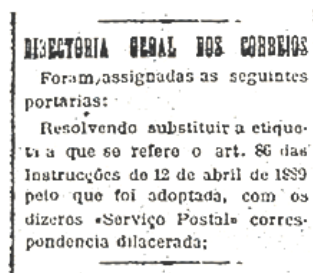 DIRECTORIA GERAL DOS CORREIOS
Foram assignadas as seguintes
portarias:
Resolvendo substituir a etique-
ta a que se refere o art. 86 das
Instrucções de 12 de abril de 1889
pelo que foi adoptada, com os
dizeres «Serviço Postal» corres-
pondencia dilacerada;